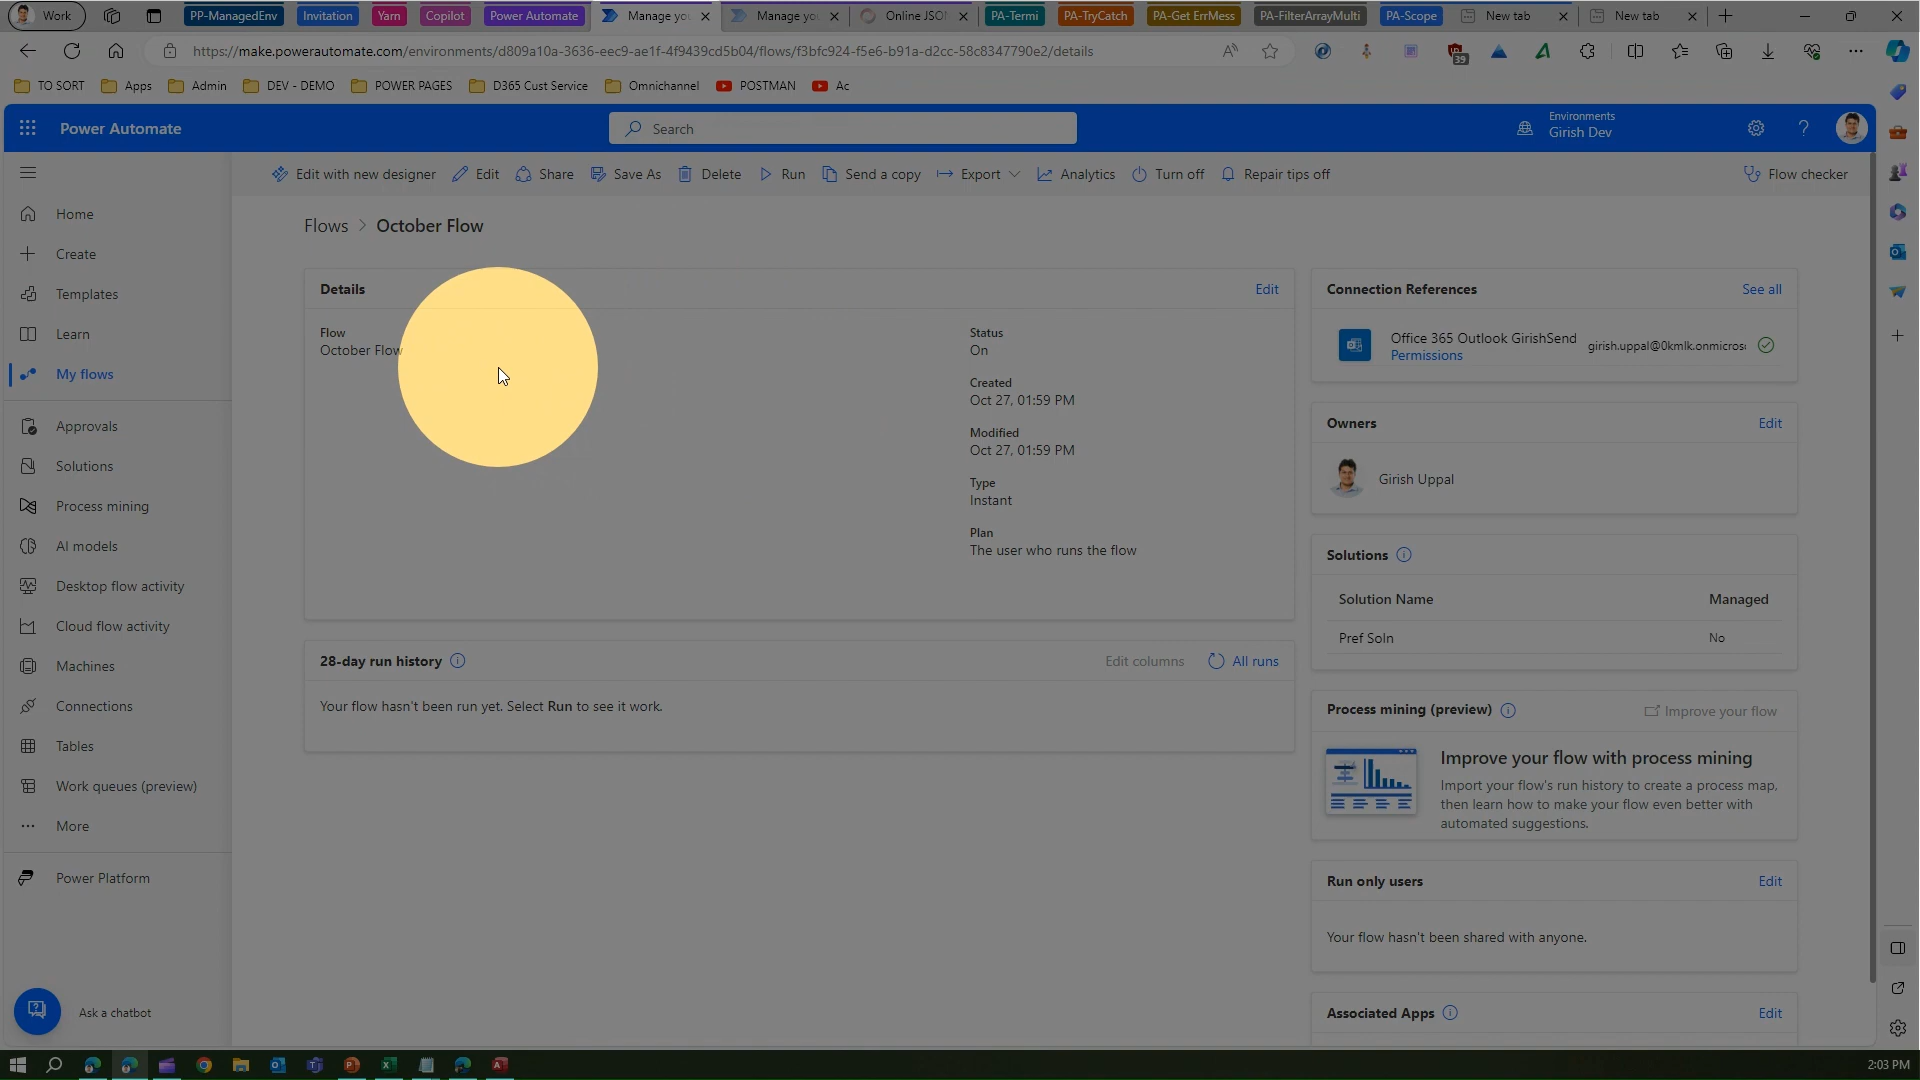 Work
PP-ManagedEnv
Invitation
Yarn
Copilot
Power Automate
Manage you
Manage you
Online JSON
PA-Termi
PA-TryCatch
PA-Get ErrMess
PA-FilterArrayMulti
PA-Scope
New tab
New tab
https://make.powerautomate.com/environments/d809a10a-3636-eec9-ae1f-4f9439cd5b04/flows/f3bfc924-f5e6-b91a-d2cc-58c8347790e2/details
39
TO SORT
Apps
Admin
DEV - DEMO
POWER PAGES
D365 Cust Service
Omnichannel
POSTMAN
Ac
Power Automate
Search
Environments
Girish Dev
Edit with new designer
Edit
Share
Save As
Delete
Run
Send a copy
Export
Analytics
Turn off
Repair tips off
Flow checker
Home
Create
Templates
Learn
My flows
Approvals
Solutions
Process mining
AI models
Desktop flow activity
Cloud flow activity
Machines
Connections
Tables
Work queues (preview)
More
Power Platform
Ask a chatbot
Flows > October Flow
Details
Edit
Flow
October Flow
Status
On
Created
Oct 27, 01:59 PM
Modified
Oct 27, 01:59 PM
Type
Instant
Plan
The user who runs the flow
28-day run history
Edit columns
All runs
Your flow hasn't been run yet. Select Run to see it work.
Connection References
See all
Office 365 Outlook GirishSend
Permissions
girish.uppal@0kmlk.onmicros
Owners
Edit
Girish Uppal
Solutions
Solution Name
Managed
Pref Soln
No
Process mining (preview)
Improve your flow
Improve your flow with process mining
Import your flow's run history to create a process map,
then learn how to make your flow even better with
automated suggestions.
Run only users
Edit
Your flow hasn't been shared with anyone.
Associated Apps
Edit
2:03 PM